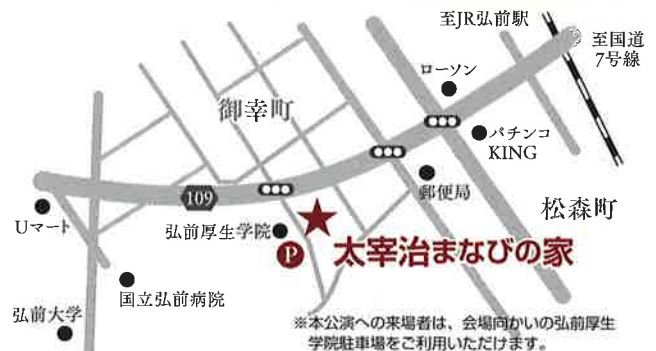 至JR弘前駅
至国道
7号線
ローソン
御幸町
パチンコ
KING
郵便局
松森町
109
Uマート
弘前厚生学院
P
太宰治まなびの家
国立弘前病院
弘前大学
※本公演への来場者は、会場向かいの弘前厚生
学院駐車場をご利用いただけます。